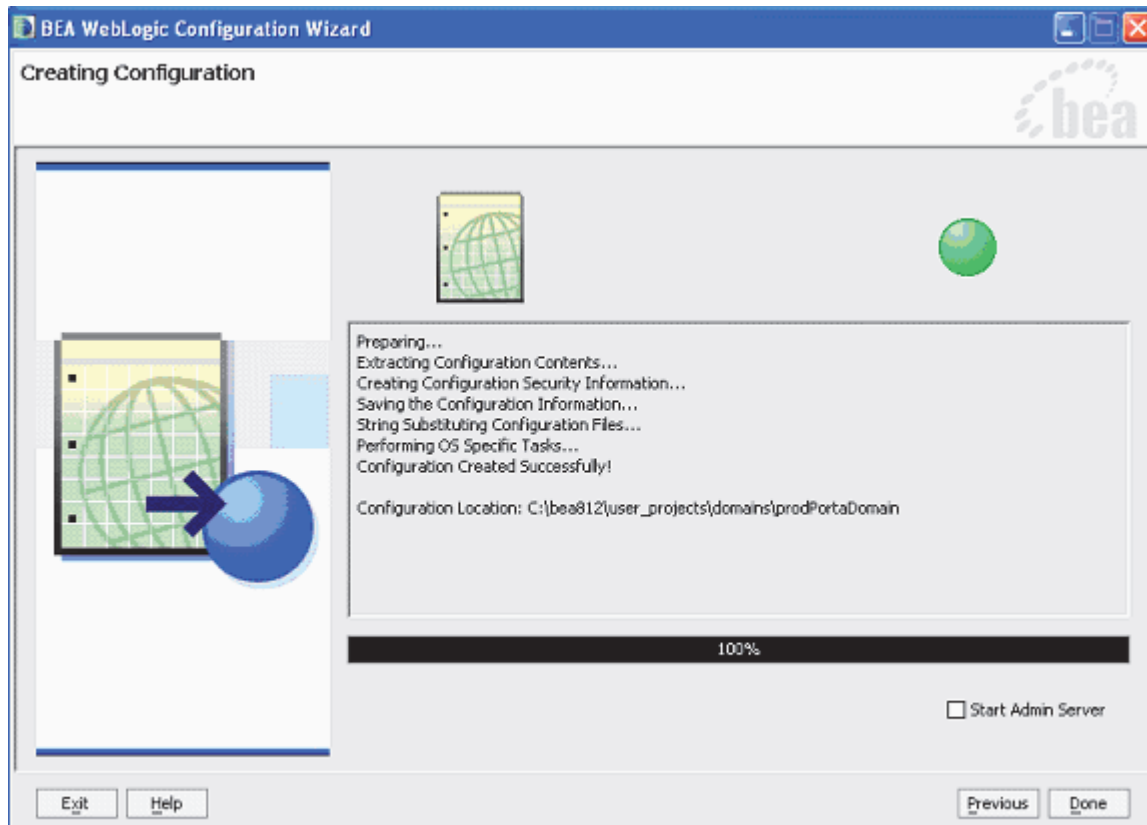 BEA WebLogic Configuration Wizard
Creating Configuration
bea
Preparing...
Extracting Configuration Contents...
Creating Configuration Security Information...
Saving the Configuration Information...
String Substituting Configuration Files...
Performing OS Specific Tasks...
Configuration Created Successfully!
Configuration Location: C:\bea812\user_projects\domains\prodPortaDomain
100%
Start Admin Server
Exit Help Previous Done